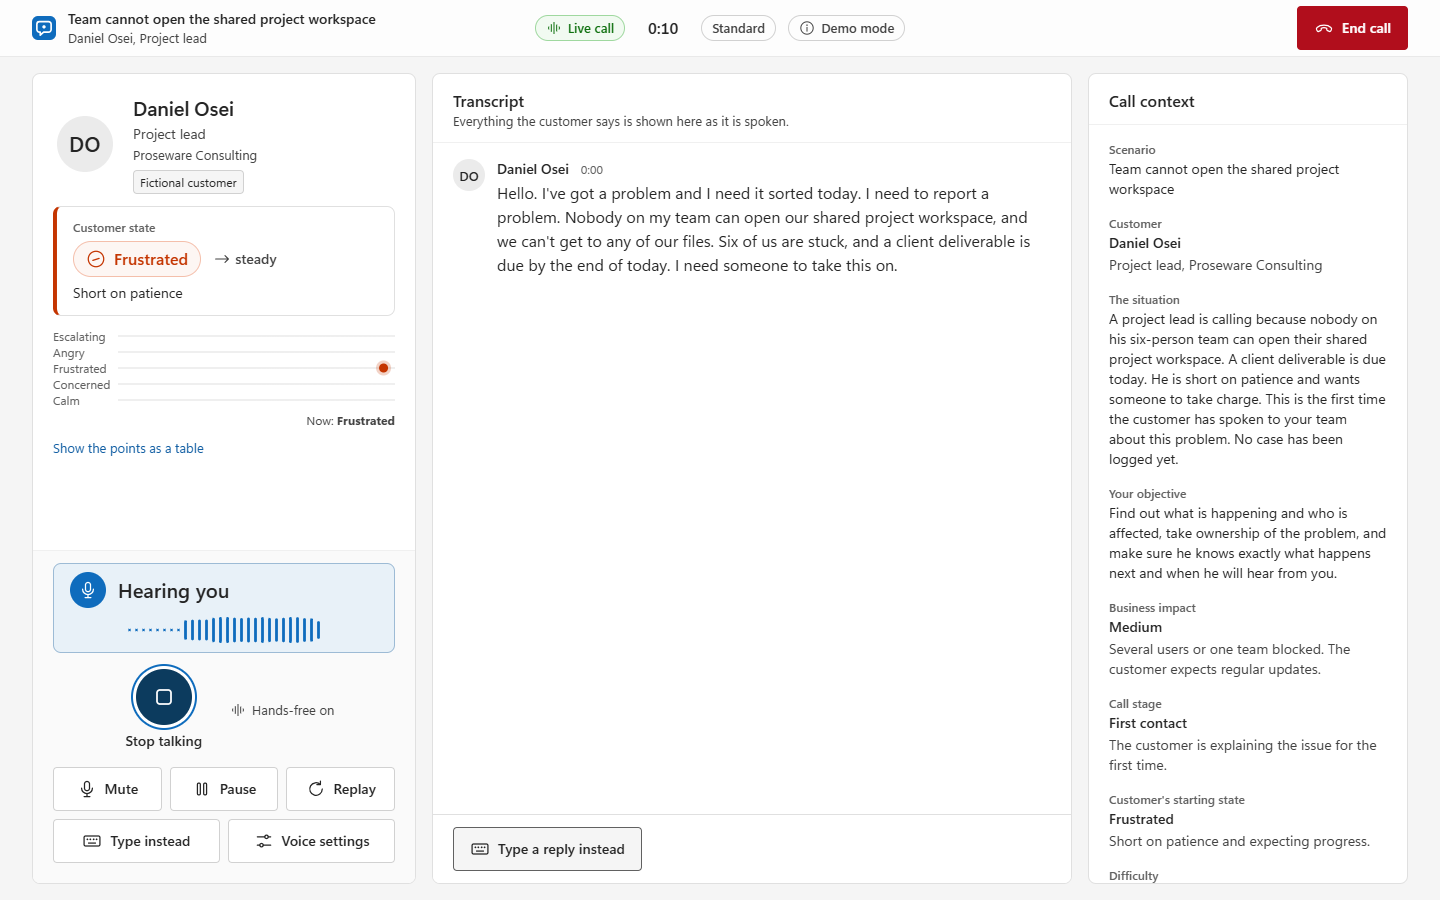 Team cannot open the shared project workspace
Daniel Osei, Project lead
Live call
0:10
Standard
Demo mode
End call
DO
Daniel Osei
Project lead
Proseware Consulting
Fictional customer
Customer state
Frustrated
→ steady
Short on patience
Escalating
Angry
Frustrated
Concerned
Calm
Now: Frustrated
Show the points as a table
Hearing you
Stop talking
Hands-free on
Mute
Pause
Replay
Type instead
Voice settings
Transcript
Everything the customer says is shown here as it is spoken.
DO
Daniel Osei 0:00
Hello. I've got a problem and I need it sorted today. I need to report a
problem. Nobody on my team can open our shared project workspace, and
we can't get to any of our files. Six of us are stuck, and a client deliverable is
due by the end of today. I need someone to take this on.
Type a reply instead
Call context
Scenario
Team cannot open the shared project
workspace
Customer
Daniel Osei
Project lead, Proseware Consulting
The situation
A project lead is calling because nobody on
his six-person team can open their shared
project workspace. A client deliverable is due
today. He is short on patience and wants
someone to take charge. This is the first time
the customer has spoken to your team
about this problem. No case has been
logged yet.
Your objective
Find out what is happening and who is
affected, take ownership of the problem, and
make sure he knows exactly what happens
next and when he will hear from you.
Business impact
Medium
Several users or one team blocked. The
customer expects regular updates.
Call stage
First contact
The customer is explaining the issue for the
first time.
Customer's starting state
Frustrated
Short on patience and expecting progress.
Difficulty